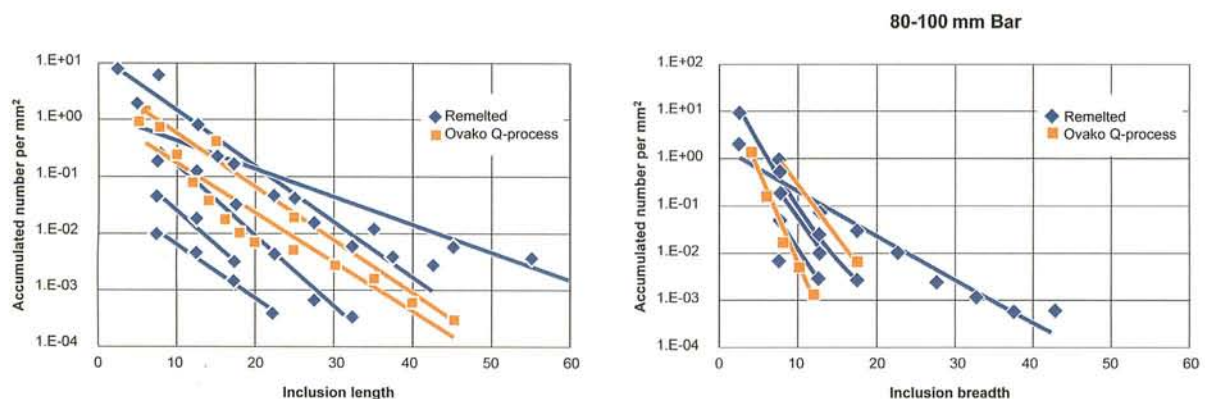 80-100 mm Bar
Accumulated number per mm²
1.E+01
1.E+00
1.E-01
1.E-02
1.E-03
1.E-04
0
10
20
30
40
50
60
Inclusion length
Remelted
Ovako Q-process
Accumulated number per mm²
1.E+02
1.E+01
1.E+00
1.E-01
1.E-02
1.E-03
1.E-04
0
10
20
30
40
50
60
Inclusion breadth
Remelted
Ovako Q-process